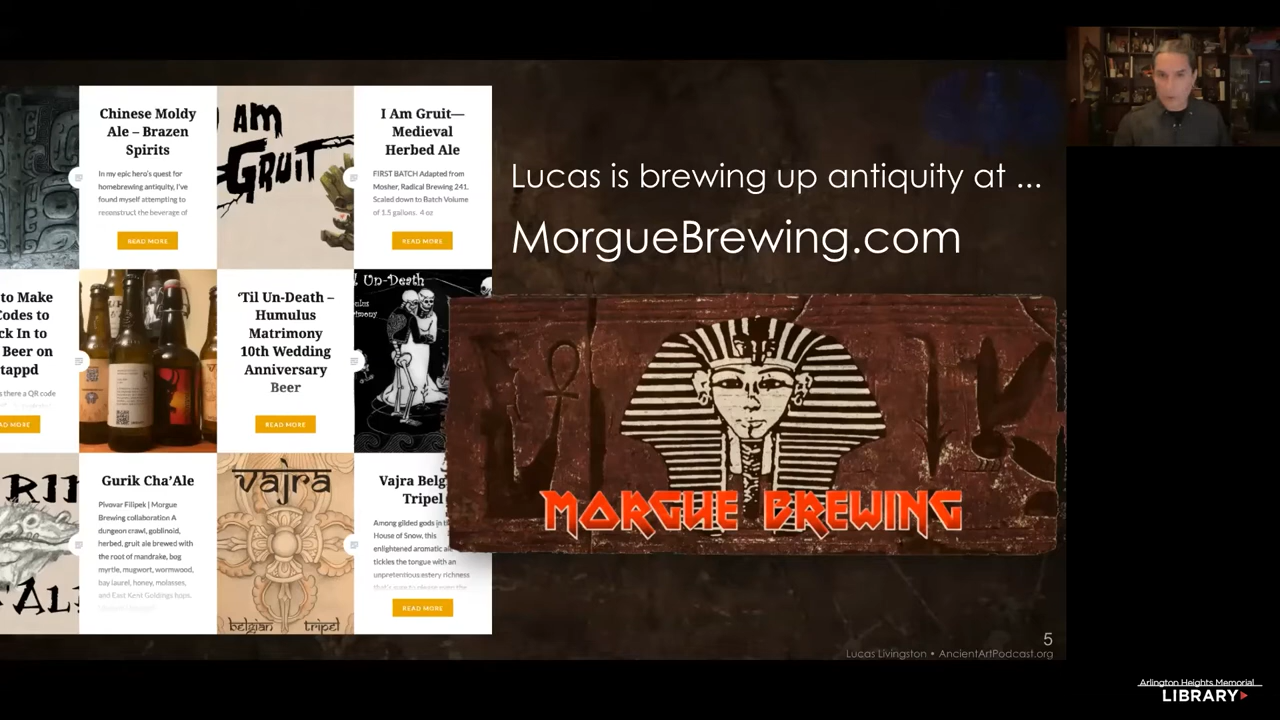 Chinese Moldy
Ale – Brazen
Spirits
In my epic hero's quest for
homebrewing antiquity, I've
found myself attempting to
reconstruct the beverage of
READ MORE
I AM
GRUIT
I Am Gruit—
Medieval
Herbed Ale
FIRST BATCH Adapted from
Mosher, Radical Brewing 241.
Scaled down to Batch Volume
of 1.5 gallons. 4 oz
READ MORE
Lucas is brewing up antiquity at ...
MorgueBrewing.com
to Make
Codes to
ck In to
Beer on
tappd
s there a QR code
AD MORE
'Til Un-Death –
Humulus
Matrimony
10th Wedding
Anniversary
Beer
READ MORE
l Un-Death
MORGUE BREWING
Gurik Cha'Ale
Pivovar Filipek | Morgue
Brewing collaboration A
dungeon crawl, goblinoid,
herbed, gruit ale brewed with
the root of mandrake, bog
myrtle, mugwort, wormwood,
bay laurel, honey, molasses,
and East Kent Goldings hops.
vajra
belgian tripel
Vajra Belg
Tripel
Among gilded gods in t
House of Snow, this
enlightened aromatic al
tickles the tongue with an
unpretentious estery richness
READ MORE
5
Lucas Livingston • AncientArtPodcast.org
Arlington Heights Memorial
LIBRARY